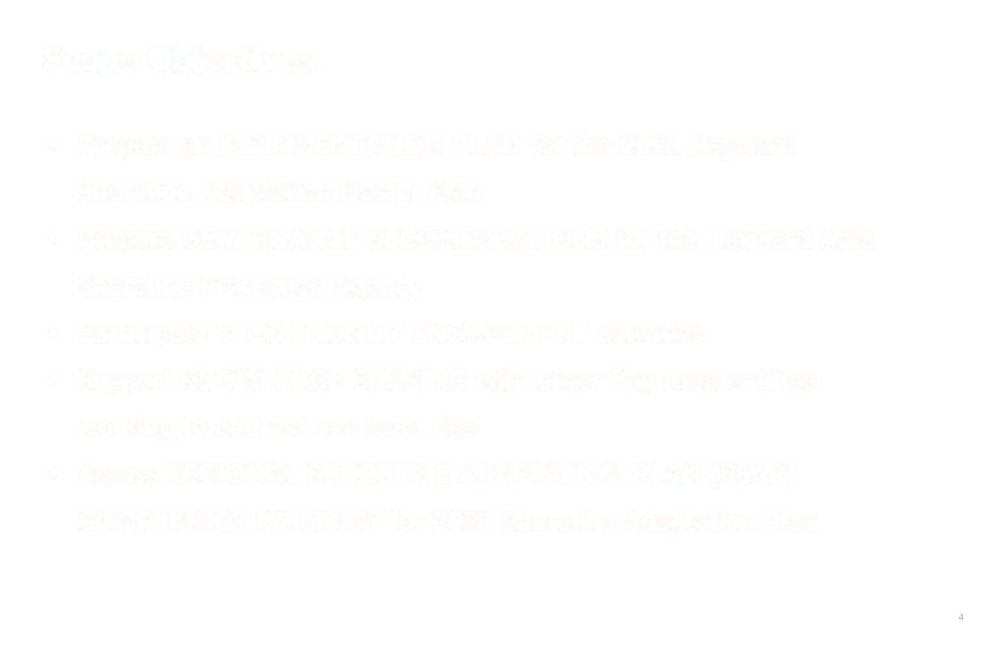 Scope Objectives
Prepare an IMPLEMENTATION PLAN for the 2021 Hayward
Shoreline Adaptation Master Plan
Prepare GOVERNANCE RECOMMENDATIONS for the Hayward Area
Shoreline Protection Agency
Participate in COMMUNITY ENGAGEMENT activities
Support KNOWLEDGE SHARING with other Bay Area entities
working to address sea level rise
REGIONAL SHORELINE ADAPTATION PLAN (RSAP)
COMPLIANCE PATHWAY for 2021 Shoreline Adaptation Plan
4